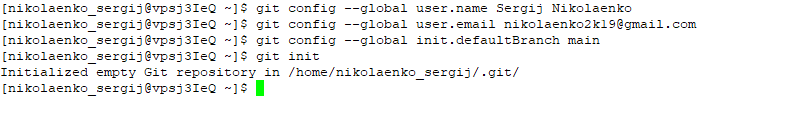 [nikolaenko_sergij@vpsj3IeQ ~]$ git config --global user.name Sergij Nikolaenko
[nikolaenko_sergij@vpsj3IeQ ~]$ git config --global user.email nikolaenko2k19@gmail.com
[nikolaenko_sergij@vpsj3IeQ ~]$ git config --global init.defaultBranch main
[nikolaenko_sergij@vpsj3IeQ ~]$ git init
Initialized empty Git repository in /home/nikolaenko_sergij/.git/
[nikolaenko_sergij@vpsj3IeQ ~]$